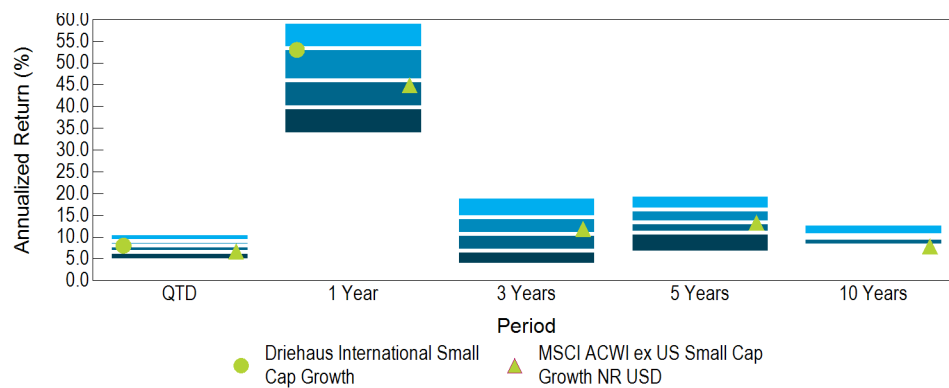 60.0
55.0
50.0
45.0
40.0
35.0
30.0
25.0
20.0
15.0
10.0
5.0
0.0
Annualized Return (%)
QTD 1 Year 3 Years 5 Years 10 Years
Period
Driehaus International Small
Cap Growth
MSCI ACWI ex US Small Cap
Growth NR USD